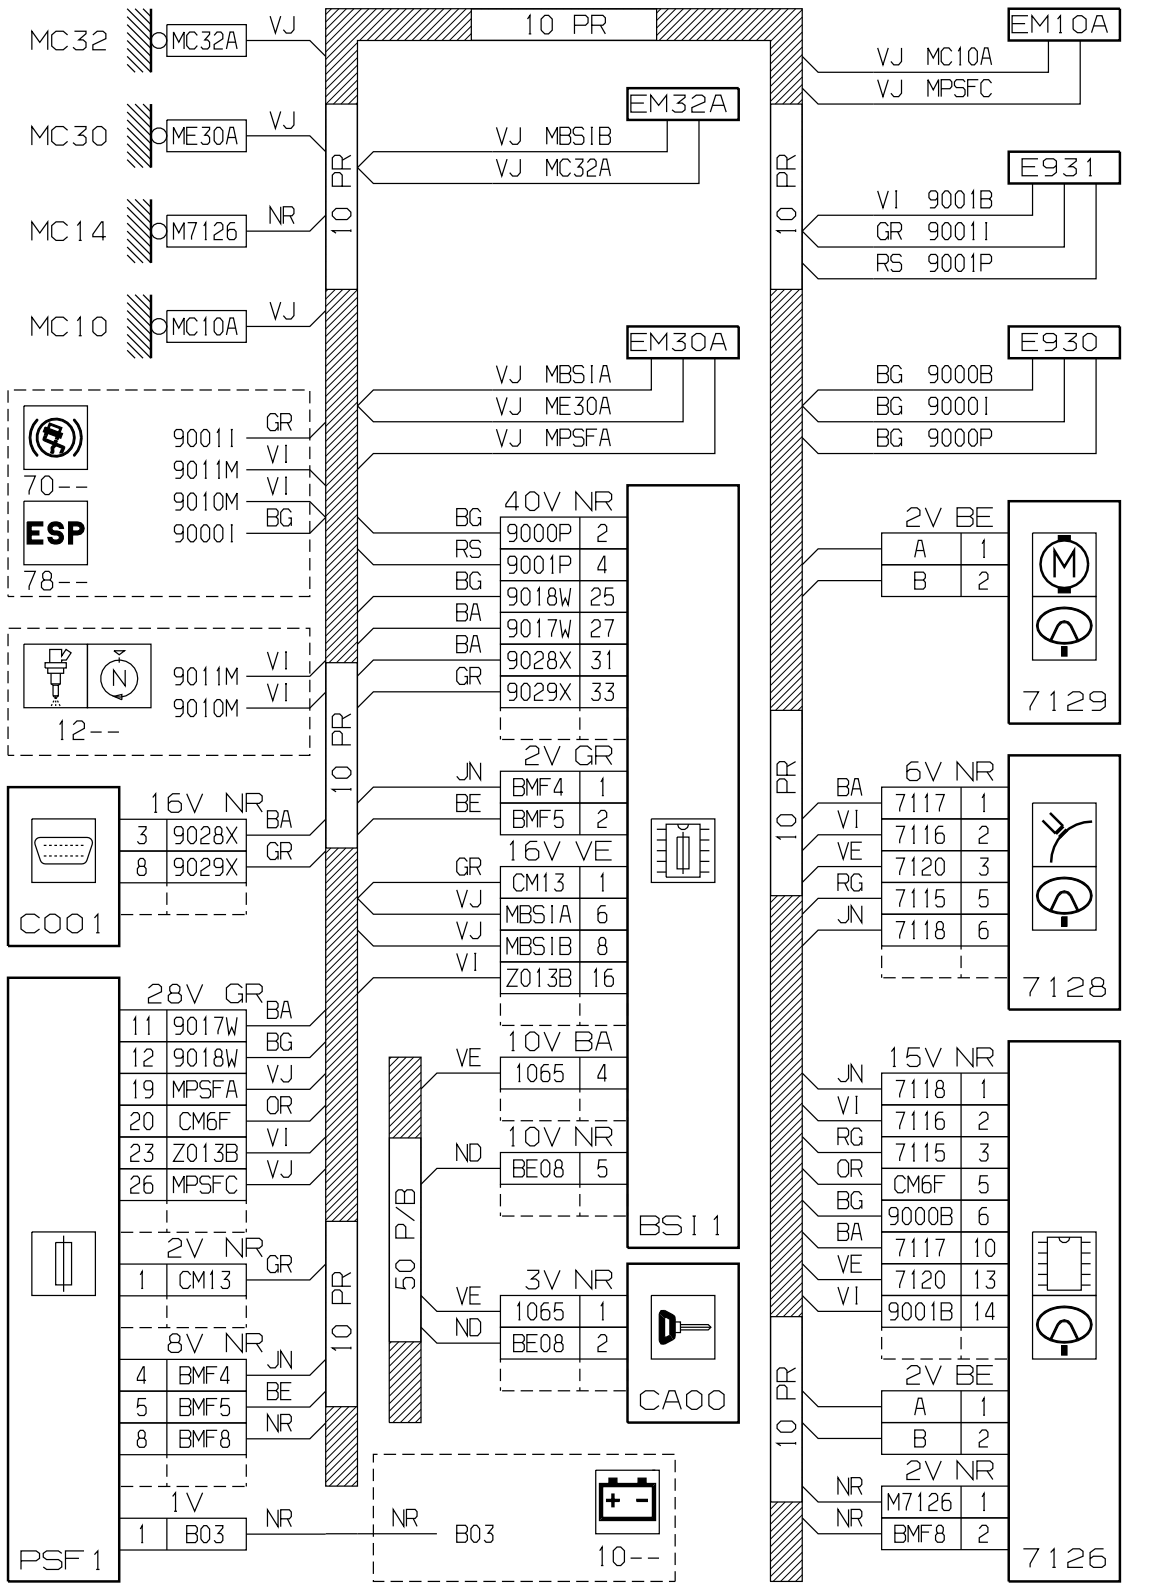 10 PR
MC32
MC32A
VJ
MC30
ME30A
VJ
MC14
M7126
NR
MC10
MC10A
VJ
10 PR
EM32A
VJ MBSIB
VJ MC32A
EM30A
VJ MBSIA
VJ ME30A
VJ MPSFA
10 PR
EM10A
VJ MC10A
VJ MPSFC
E931
VI 9001B
GR 9001I
RS 9001P
E930
BG 9000B
BG 9000I
BG 9000P
70--
ESP
78--
9001I GR
9011M VI
9010M VI
9000I BG
12--
N
9011M VI
9010M VI
10 PR
C001
16V NR
3 9028X BA
8 9029X GR
PSF1
28V GR
11 9017W BA
12 9018W BG
19 MPSFA VJ
20 CM6F OR
23 Z013B VI
26 MPSFC VJ
2V NR
1 CM13 GR
8V NR
4 BMF4 JN
5 BMF5 BE
8 BMF8 NR
1V
1 B03 NR
10 PR
NR B03
+ -
10--
BSI1
40V NR
BG 9000P 2
RS 9001P 4
BG 9018W 25
BA 9017W 27
BA 9028X 31
GR 9029X 33
2V GR
JN BMF4 1
BE BMF5 2
16V VE
GR CM13 1
VJ MBSIA 6
VJ MBSIB 8
VI Z013B 16
10V BA
VE 1065 4
10V NR
ND BE08 5
50 P/B
CA00
3V NR
VE 1065 1
ND BE08 2
2V BE
A 1
B 2
M
7129
10 PR
6V NR
BA 7117 1
VI 7116 2
VE 7120 3
RG 7115 5
JN 7118 6
7128
15V NR
JN 7118 1
VI 7116 2
RG 7115 3
OR CM6F 5
BG 9000B 6
BA 7117 10
VE 7120 13
VI 9001B 14
2V BE
A 1
B 2
2V NR
NR M7126 1
NR BMF8 2
7126
10 PR